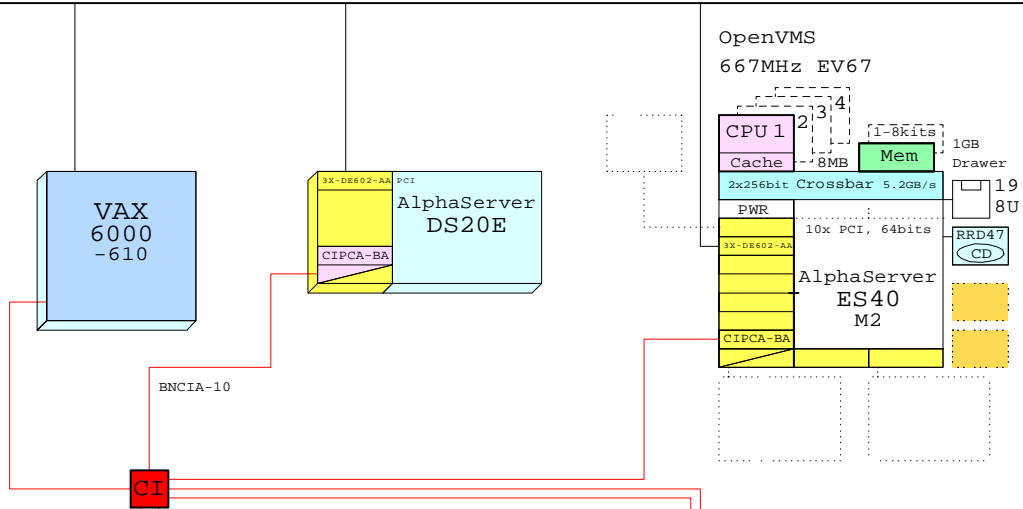 OpenVMS
667MHz EV67
CPU 1
2
3
4
Cache
8MB
1-8kits
Mem
1GB
Drawer
2x256bit Crossbar 5.2GB/s
19
8U
PWR
10x PCI, 64bits
3X-DE602-AA
RRD47
CD
AlphaServer
ES40
M2
CIPCA-BA
VAX
6000
-610
3X-DE602-AA
PCI
AlphaServer
DS20E
CIPCA-BA
BNCIA-10
CI